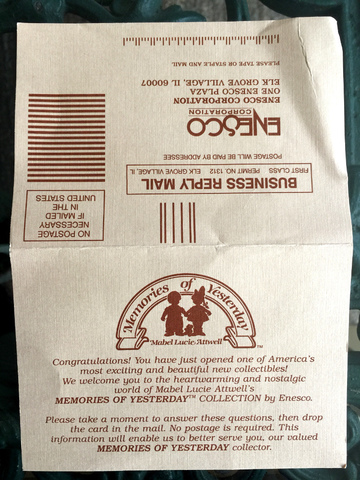 PLEASE TAPE OR STAPLE AND MAIL.
NO POSTAGE
NECESSARY
IF MAILED
IN THE
UNITED STATES
BUSINESS REPLY MAIL
FIRST CLASS PERMIT NO. 1312 ELK GROVE VILLAGE, IL
POSTAGE WILL BE PAID BY ADDRESSEE
ENESCO
CORPORATION
ENESCO CORPORATION
ONE ENESCO PLAZA
ELK GROVE VILLAGE, IL 60007
Memories of Yesterday
Mabel Lucie Attwell
TM
Congratulations! You have just opened one of America's
most exciting and beautiful new collectibles!
We welcome you to the heartwarming and nostalgic
world of Mabel Lucie Attwell's
MEMORIES OF YESTERDAY™ COLLECTION by Enesco.
Please take a moment to answer these questions, then drop
the card in the mail. No postage is required. This
information will enable us to better serve you, our valued
MEMORIES OF YESTERDAY collector.